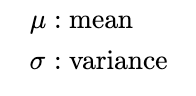 μ : mean
σ : variance